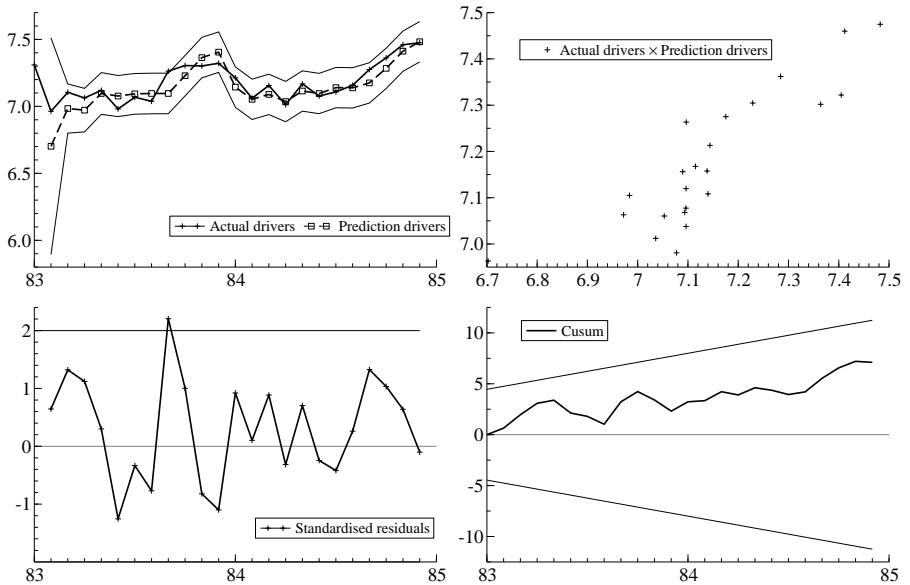 7.5
7.0
6.5
6.0
Actual drivers Prediction drivers
83 84 85
7.5
7.4
7.3
7.2
7.1
7.0
Actual drivers × Prediction drivers
6.7 6.8 6.9 7 7.1 7.2 7.3 7.4 7.5
2
1
0
-1
Standardised residuals
83 84 85
10
5
0
-5
-10
Cusum
83 84 85